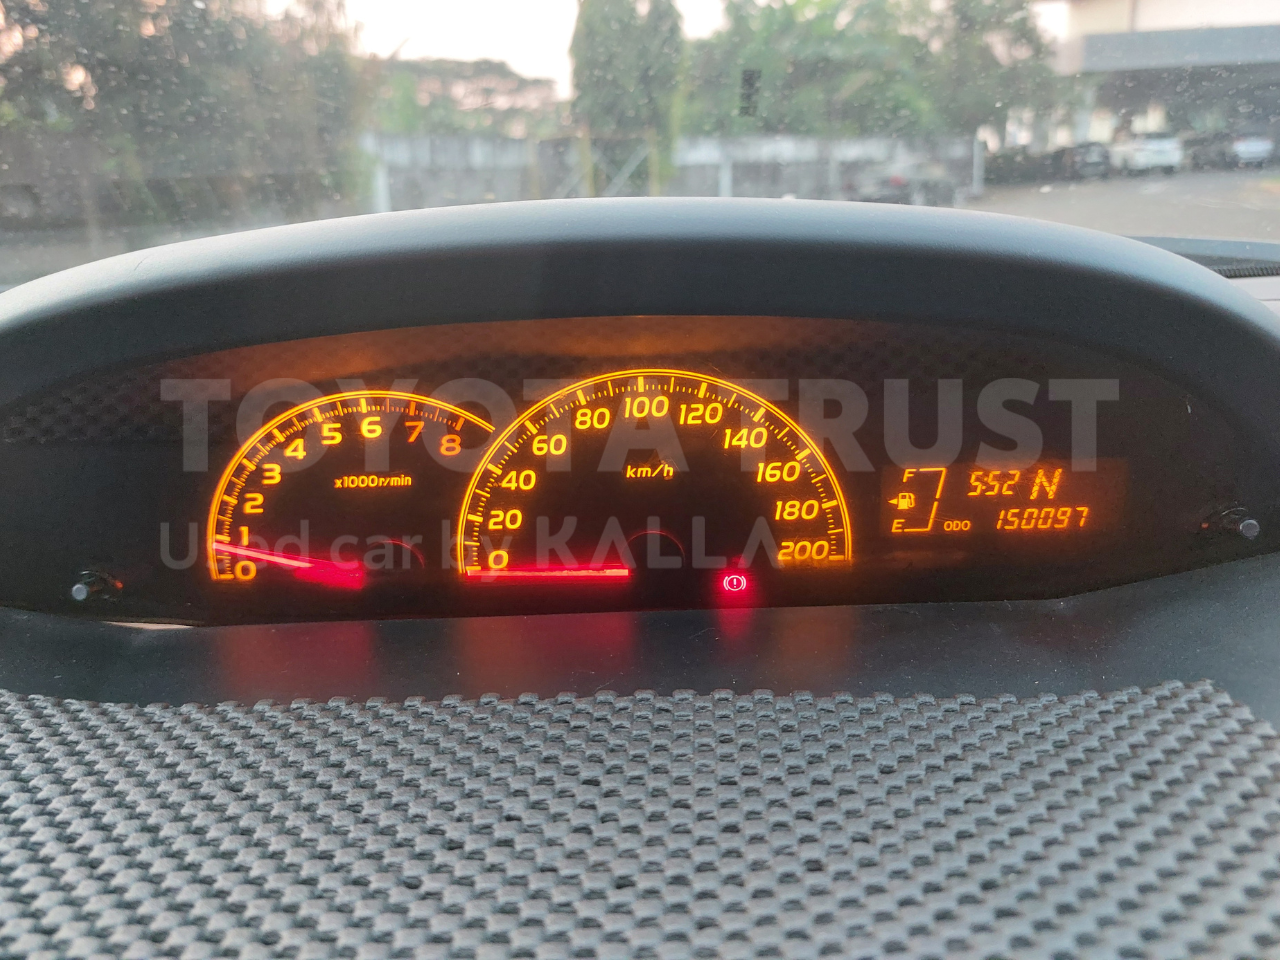 TOYOTA TRUST
Used car by KALLA
0 1 2 3 4 5 6 7 8
x1000r/min
0 20 40 60 80 100 120 140 160 180 200
km/h
F
E
5:52 N
ODO 150097